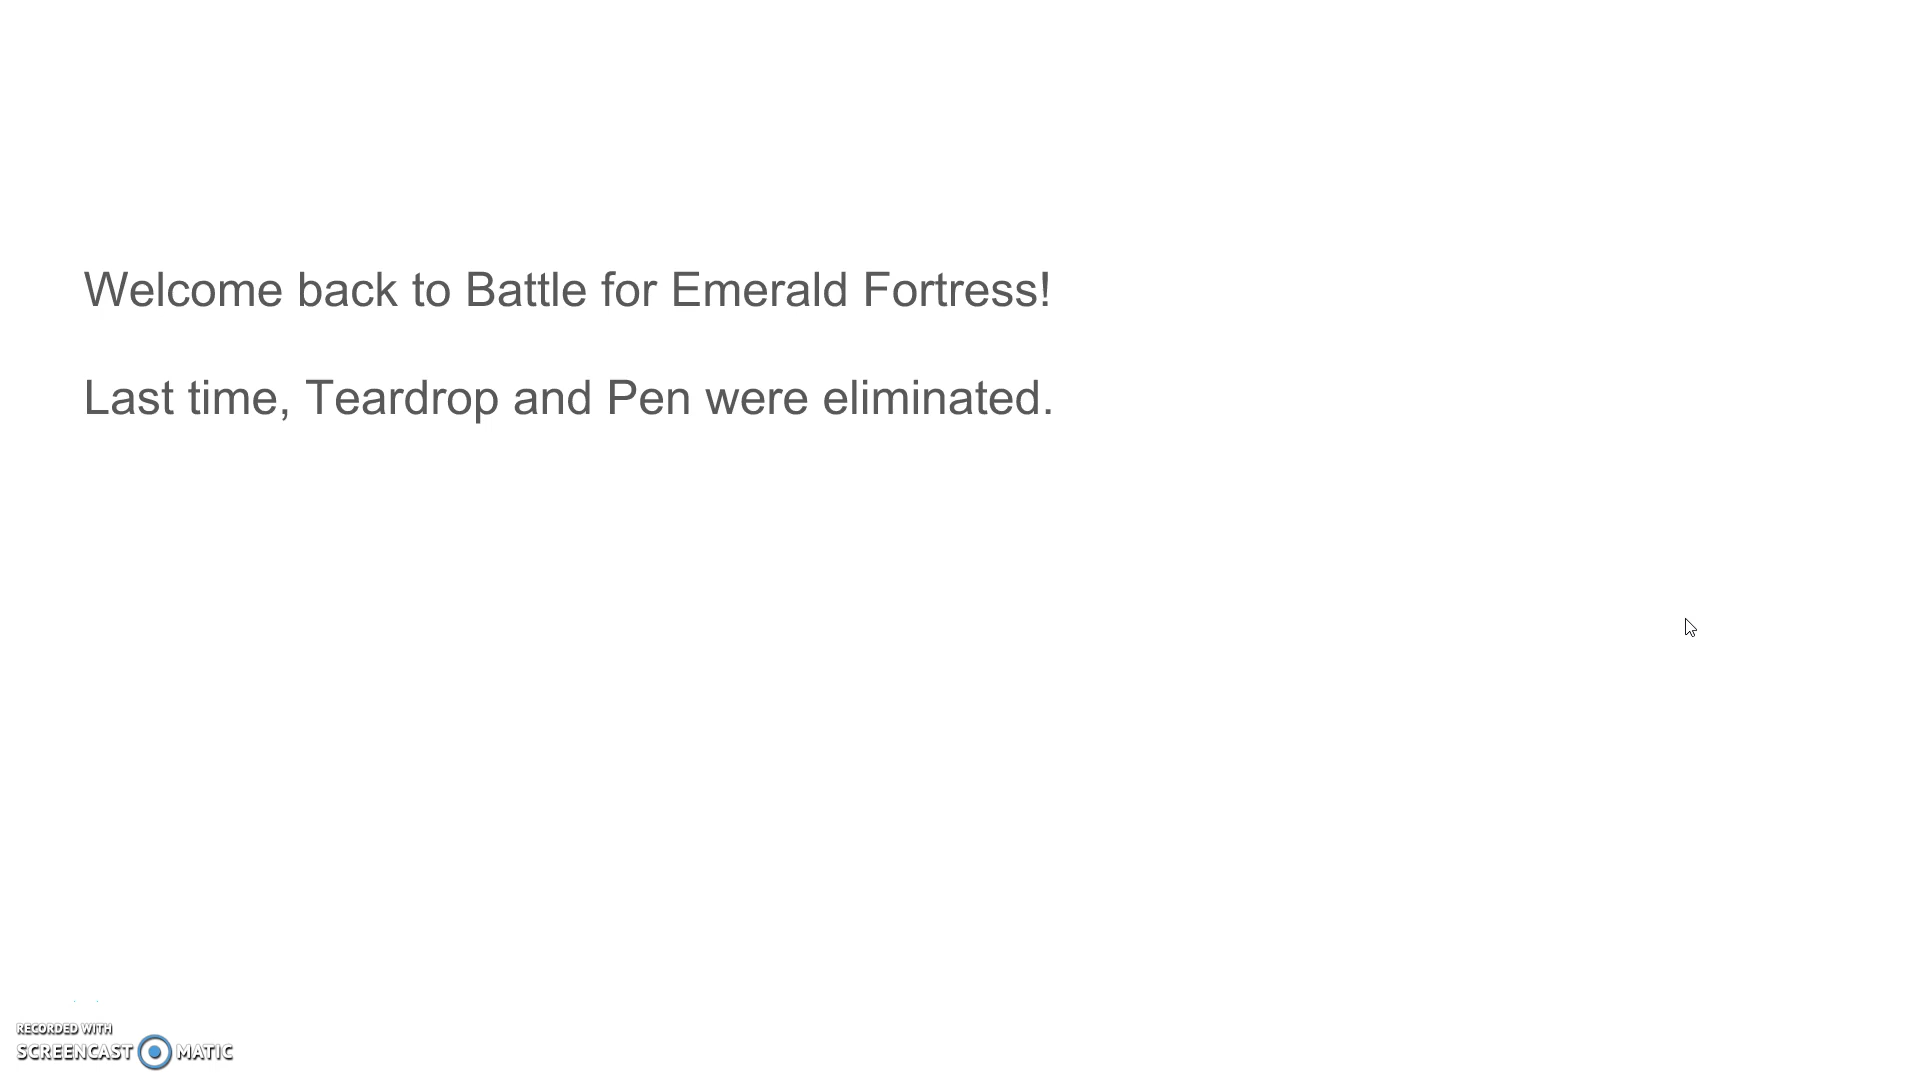 Welcome back to Battle for Emerald Fortress!
Last time, Teardrop and Pen were eliminated.
RECORDED WITH
SCREENCAST MATIC